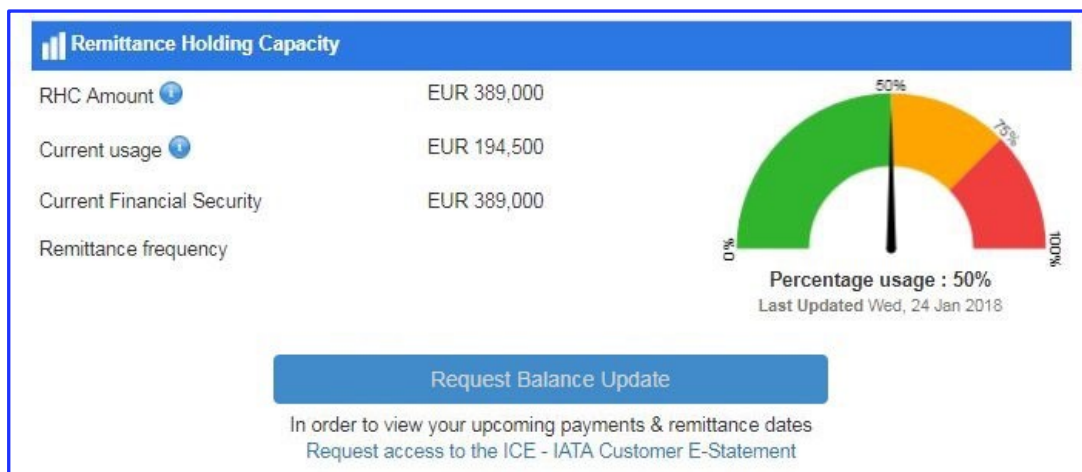 Remittance Holding Capacity
RHC Amount
EUR 389,000
Current usage
EUR 194,500
Current Financial Security
EUR 389,000
Remittance frequency
0%
50%
75%
100%
Percentage usage : 50%
Last Updated Wed, 24 Jan 2018
Request Balance Update
In order to view your upcoming payments & remittance dates
Request access to the ICE - IATA Customer E-Statement